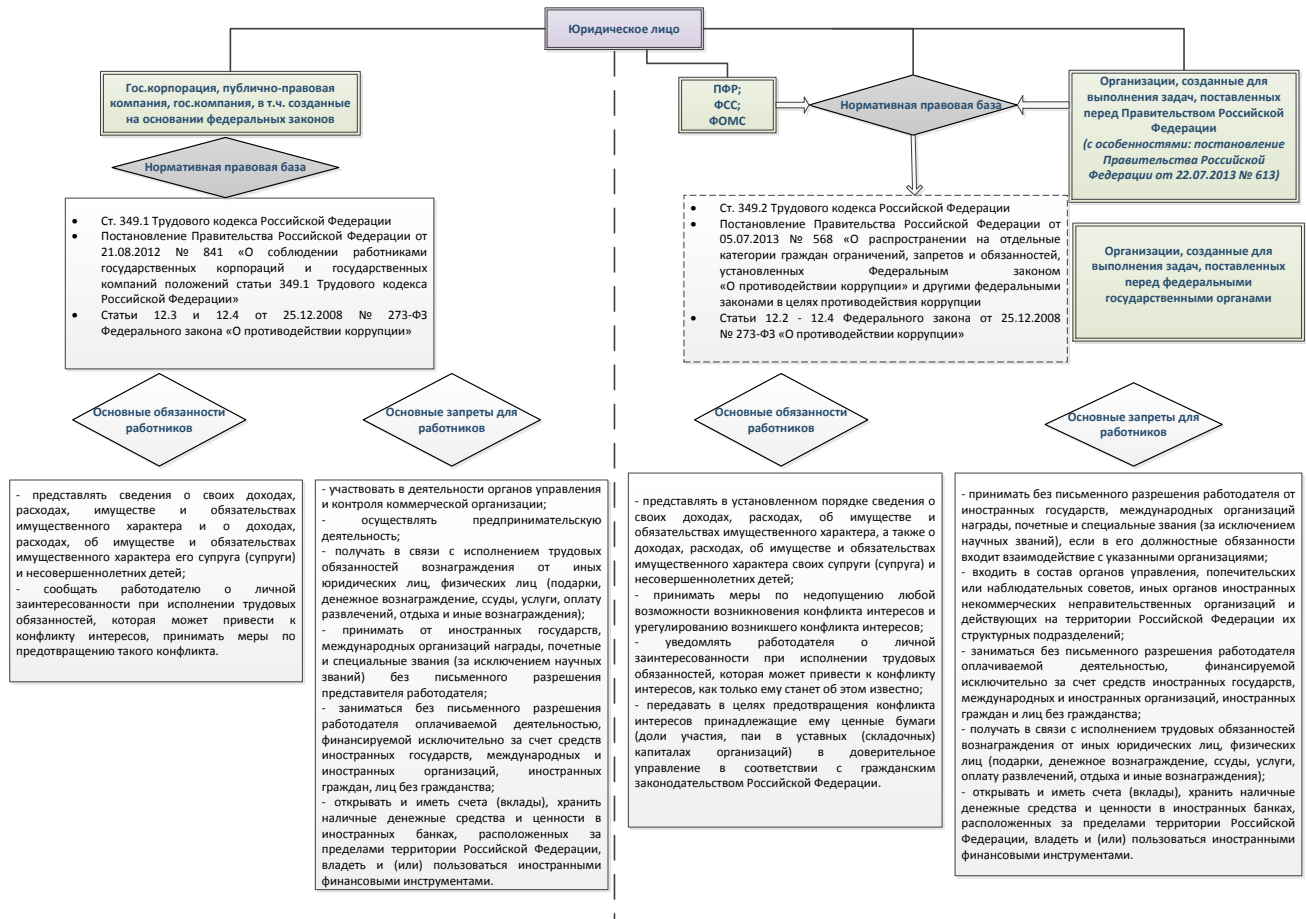 Юридическое лицо
Гос.корпорация, публично-правовая
компания, гос.компания, в т.ч. созданные
на основании федеральных законов
Нормативная правовая база
• Ст. 349.1 Трудового кодекса Российской Федерации
• Постановление Правительства Российской Федерации от
21.08.2012 № 841 «О соблюдении работниками
государственных корпораций и государственных
компаний положений статьи 349.1 Трудового кодекса
Российской Федерации»
• Статьи 12.3 и 12.4 от 25.12.2008 № 273-ФЗ
Федерального закона «О противодействии коррупции»
Основные обязанности
работников
- представлять сведения о своих доходах,
расходах, имуществе и обязательствах
имущественного характера и о доходах,
расходах, об имуществе и обязательствах
имущественного характера его супруга (супруги)
и несовершеннолетних детей;
- сообщать работодателю о личной
заинтересованности при исполнении трудовых
обязанностей, которая может привести к
конфликту интересов, принимать меры по
предотвращению такого конфликта.
Основные запреты для
работников
- участвовать в деятельности органов управления
и контроля коммерческой организации;
- осуществлять предпринимательскую
деятельность;
- получать в связи с исполнением трудовых
обязанностей вознаграждения от иных
юридических лиц, физических лиц (подарки,
денежное вознаграждение, ссуды, услуги, оплату
развлечений, отдыха и иные вознаграждения);
- принимать от иностранных государств,
международных организаций награды, почетные
и специальные звания (за исключением научных
званий) без письменного разрешения
представителя работодателя;
- заниматься без письменного разрешения
работодателя оплачиваемой деятельностью,
финансируемой исключительно за счет средств
иностранных государств, международных и
иностранных организаций, иностранных
граждан, лиц без гражданства;
- открывать и иметь счета (вклады), хранить
наличные денежные средства и ценности в
иностранных банках, расположенных за
пределами территории Российской Федерации,
владеть и (или) пользоваться иностранными
финансовыми инструментами.
ПФР;
ФСС;
ФОМС
Нормативная правовая база
Организации, созданные для
выполнения задач, поставленных
перед Правительством Российской
Федерации
(с особенностями: постановление
Правительства Российской
Федерации от 22.07.2013 № 613)
• Ст. 349.2 Трудового кодекса Российской Федерации
• Постановление Правительства Российской Федерации от
05.07.2013 № 568 «О распространении на отдельные
категории граждан ограничений, запретов и обязанностей,
установленных Федеральным законом
«О противодействии коррупции» и другими федеральными
законами в целях противодействия коррупции
• Статьи 12.2 - 12.4 Федерального закона от 25.12.2008
№ 273-ФЗ «О противодействии коррупции»
Организации, созданные для
выполнения задач, поставленных
перед федеральными
государственными органами
Основные обязанности
работников
- представлять в установленном порядке сведения о
своих доходах, расходах, об имуществе и
обязательствах имущественного характера, а также о
доходах, расходах, об имуществе и обязательствах
имущественного характера своих супруги (супруга) и
несовершеннолетних детей;
- принимать меры по недопущению любой
возможности возникновения конфликта интересов и
урегулированию возникшего конфликта интересов;
- уведомлять работодателя о личной
заинтересованности при исполнении трудовых
обязанностей, которая может привести к конфликту
интересов, как только ему станет об этом известно;
- передавать в целях предотвращения конфликта
интересов принадлежащие ему ценные бумаги
(доли участия, паи в уставных (складочных)
капиталах организаций) в доверительное
управление в соответствии с гражданским
законодательством Российской Федерации.
Основные запреты для
работников
- принимать без письменного разрешения работодателя от
иностранных государств, международных организаций
награды, почетные и специальные звания (за исключением
научных званий), если в его должностные обязанности
входит взаимодействие с указанными организациями;
- входить в состав органов управления, попечительских
или наблюдательных советов, иных органов иностранных
некоммерческих неправительственных организаций и
действующих на территории Российской Федерации их
структурных подразделений;
- заниматься без письменного разрешения работодателя
оплачиваемой деятельностью, финансируемой
исключительно за счет средств иностранных государств,
международных и иностранных организаций, иностранных
граждан и лиц без гражданства;
- получать в связи с исполнением трудовых обязанностей
вознаграждения от иных юридических лиц, физических
лиц (подарки, денежное вознаграждение, ссуды, услуги,
оплату развлечений, отдыха и иные вознаграждения);
- открывать и иметь счета (вклады), хранить наличные
денежные средства и ценности в иностранных банках,
расположенных за пределами территории Российской
Федерации, владеть и (или) пользоваться иностранными
финансовыми инструментами.